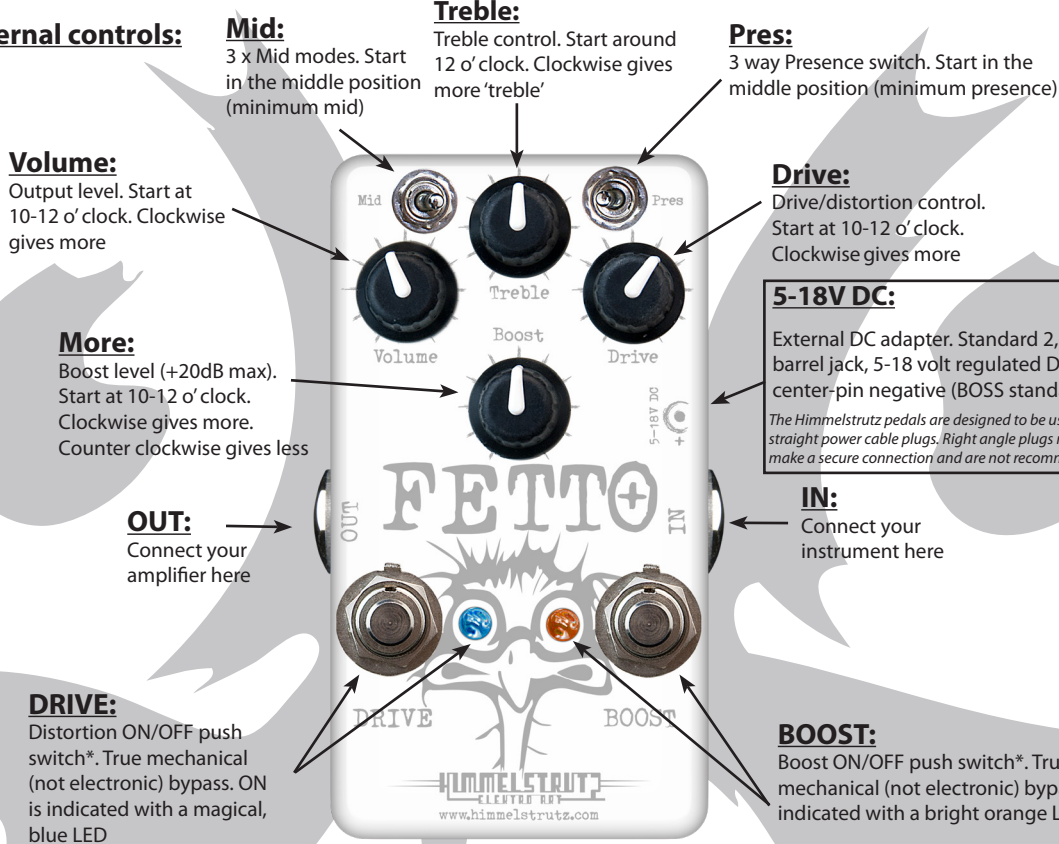 ernal controls:
Mid:
3 x Mid modes. Start
in the middle position
(minimum mid)
Treble:
Treble control. Start around
12 o' clock. Clockwise gives
more 'treble'
Pres:
3 way Presence switch. Start in the
middle position (minimum presence)
Volume:
Output level. Start at
10-12 o' clock. Clockwise
gives more
Drive:
Drive/distortion control.
Start at 10-12 o' clock.
Clockwise gives more
5-18V DC:
External DC adapter. Standard 2,
barrel jack, 5-18 volt regulated D
center-pin negative (BOSS stand
The Himmelstrutz pedals are designed to be us
straight power cable plugs. Right angle plugs
make a secure connection and are not recomm
More:
Boost level (+20dB max).
Start at 10-12 o' clock.
Clockwise gives more.
Counter clockwise gives less
OUT:
Connect your
amplifier here
IN:
Connect your
instrument here
DRIVE:
Distortion ON/OFF push
switch*. True mechanical
(not electronic) bypass. ON
is indicated with a magical,
blue LED
BOOST:
Boost ON/OFF push switch*. Tru
mechanical (not electronic) byp
indicated with a bright orange L
Mid
Pres
Treble
Volume
Boost
Drive
5-18V DC
+
OUT
FETTO
IN
DRIVE
BOOST
HIMMELSTRUTZ
ELEKTRO ART
www.himmelstrutz.com